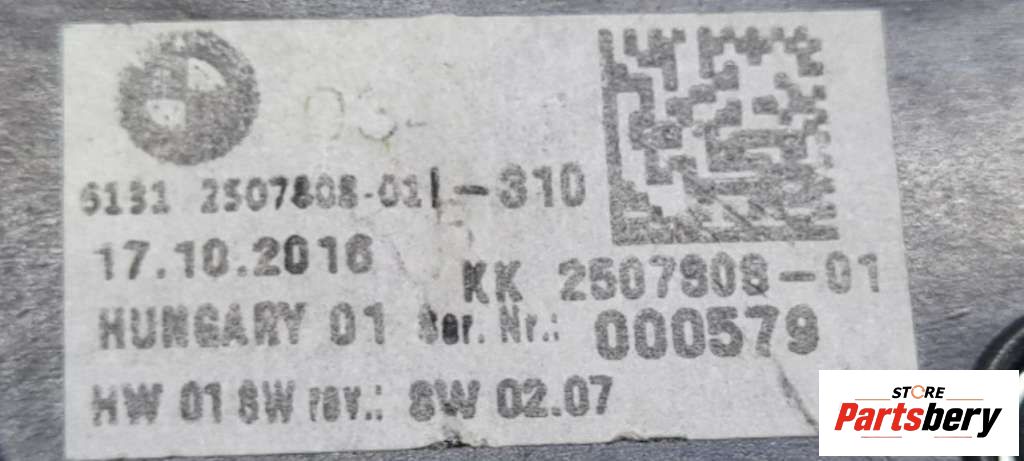 03
6131 2507808-01 -310
17.10.2016
KK 2507808-01
HUNGARY 01 Ser. Nr.: 000579
HW 01 SW rev.: SW 02.07
STORE
Partsbery